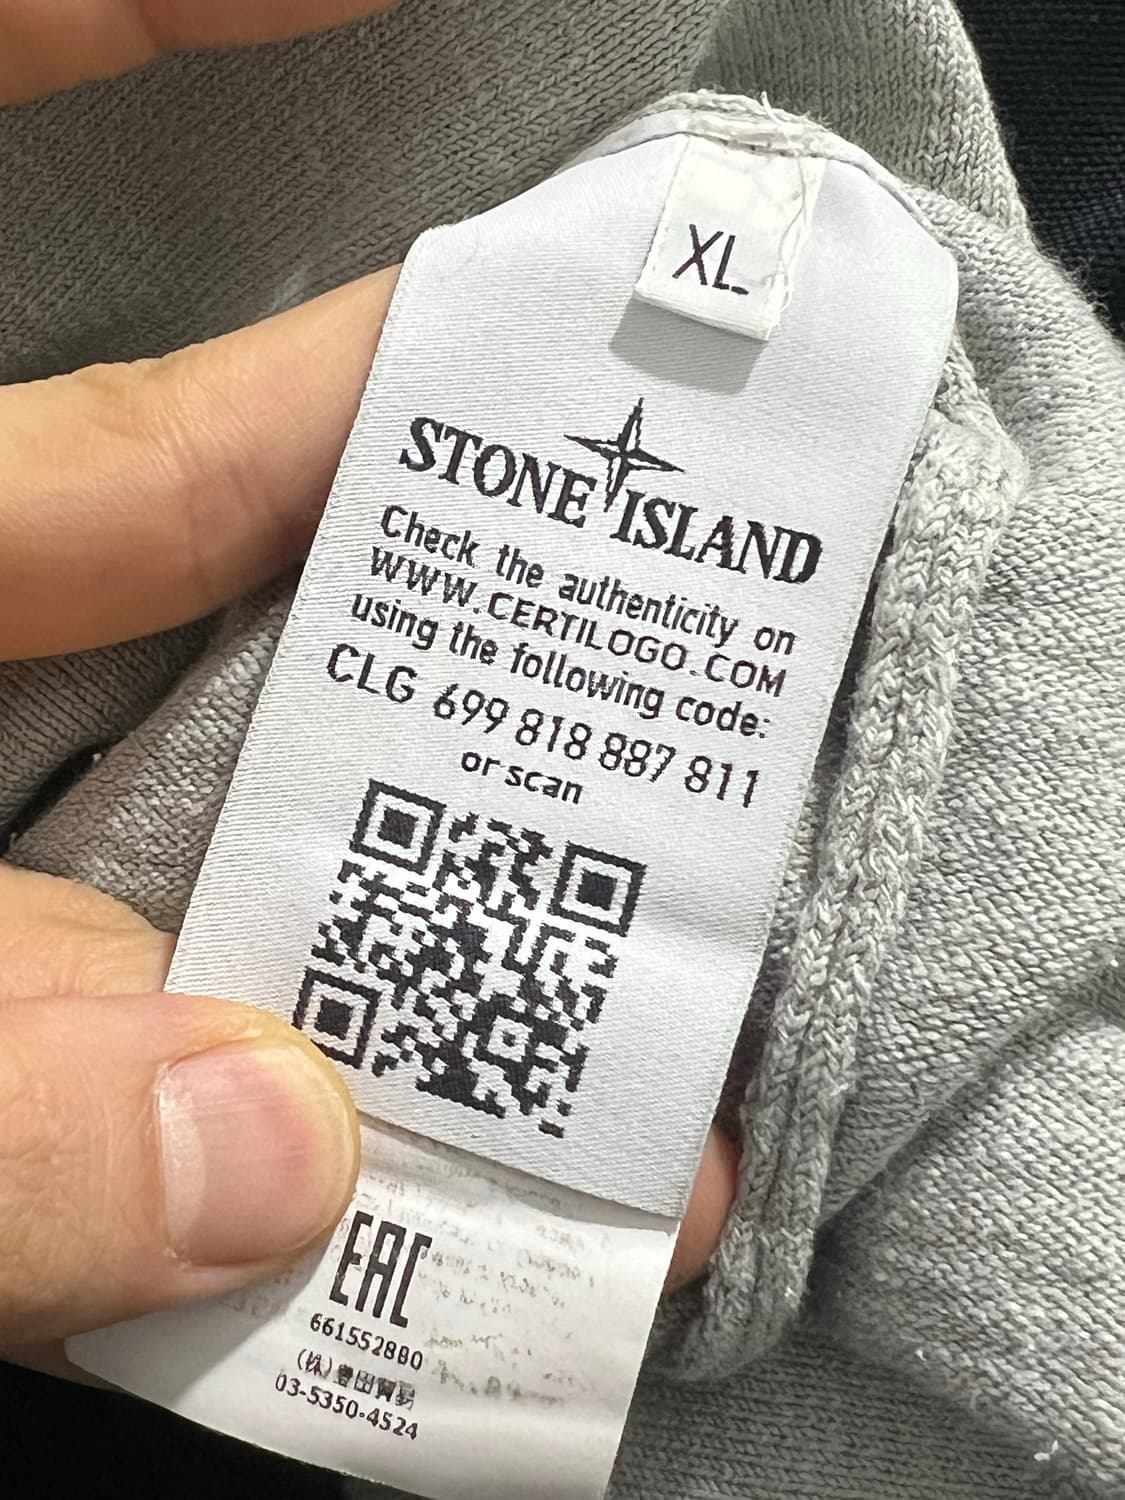 XL
STONE ISLAND
Check the authenticity on
WWW.CERTILOGO.COM
using the following code:
CLG 699 818 887 811
or scan
EAC
661552880
(株)豊田貿易
03-5350-4524